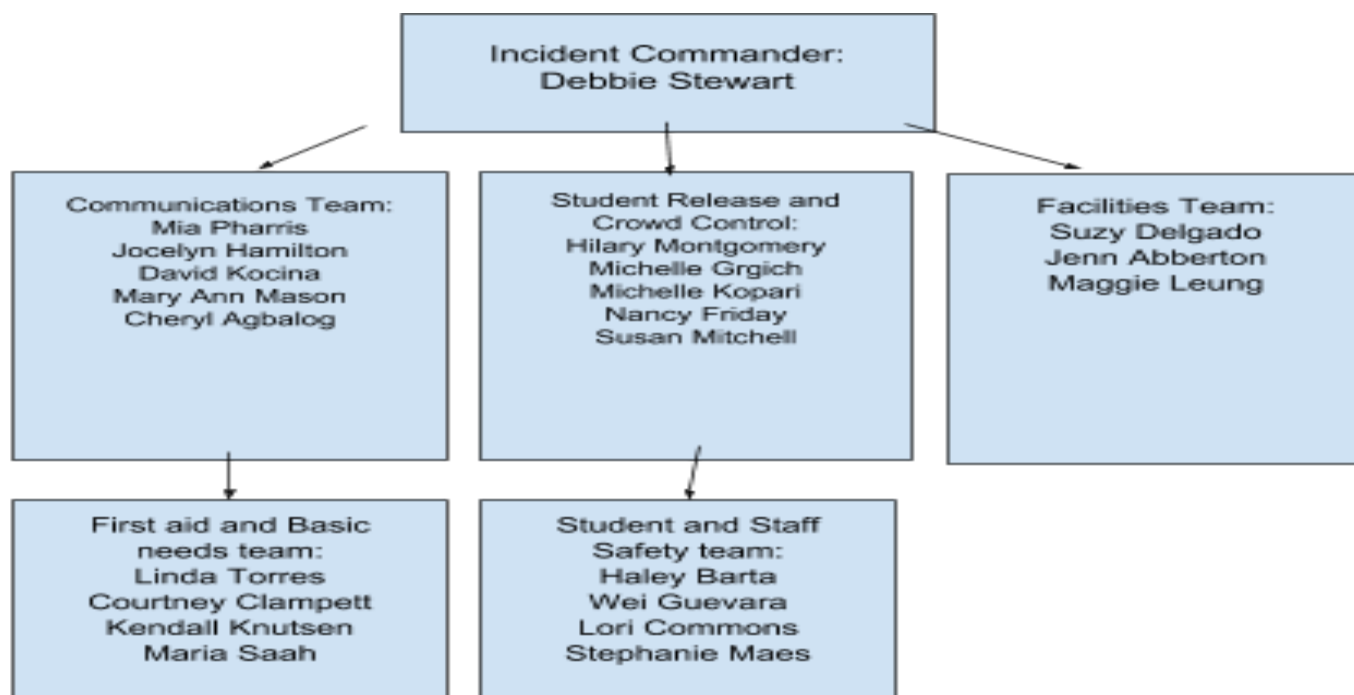 Incident Commander:
Debbie Stewart
Communications Team:
Mia Pharris
Jocelyn Hamilton
David Kocina
Mary Ann Mason
Cheryl Agbalog
Student Release and
Crowd Control:
Hilary Montgomery
Michelle Grgich
Michelle Kopari
Nancy Friday
Susan Mitchell
Facilities Team:
Suzy Delgado
Jenn Abberton
Maggie Leung
First aid and Basic
needs team:
Linda Torres
Courtney Clampett
Kendall Knutsen
Maria Saah
Student and Staff
Safety team:
Haley Barta
Wei Guevara
Lori Commons
Stephanie Maes